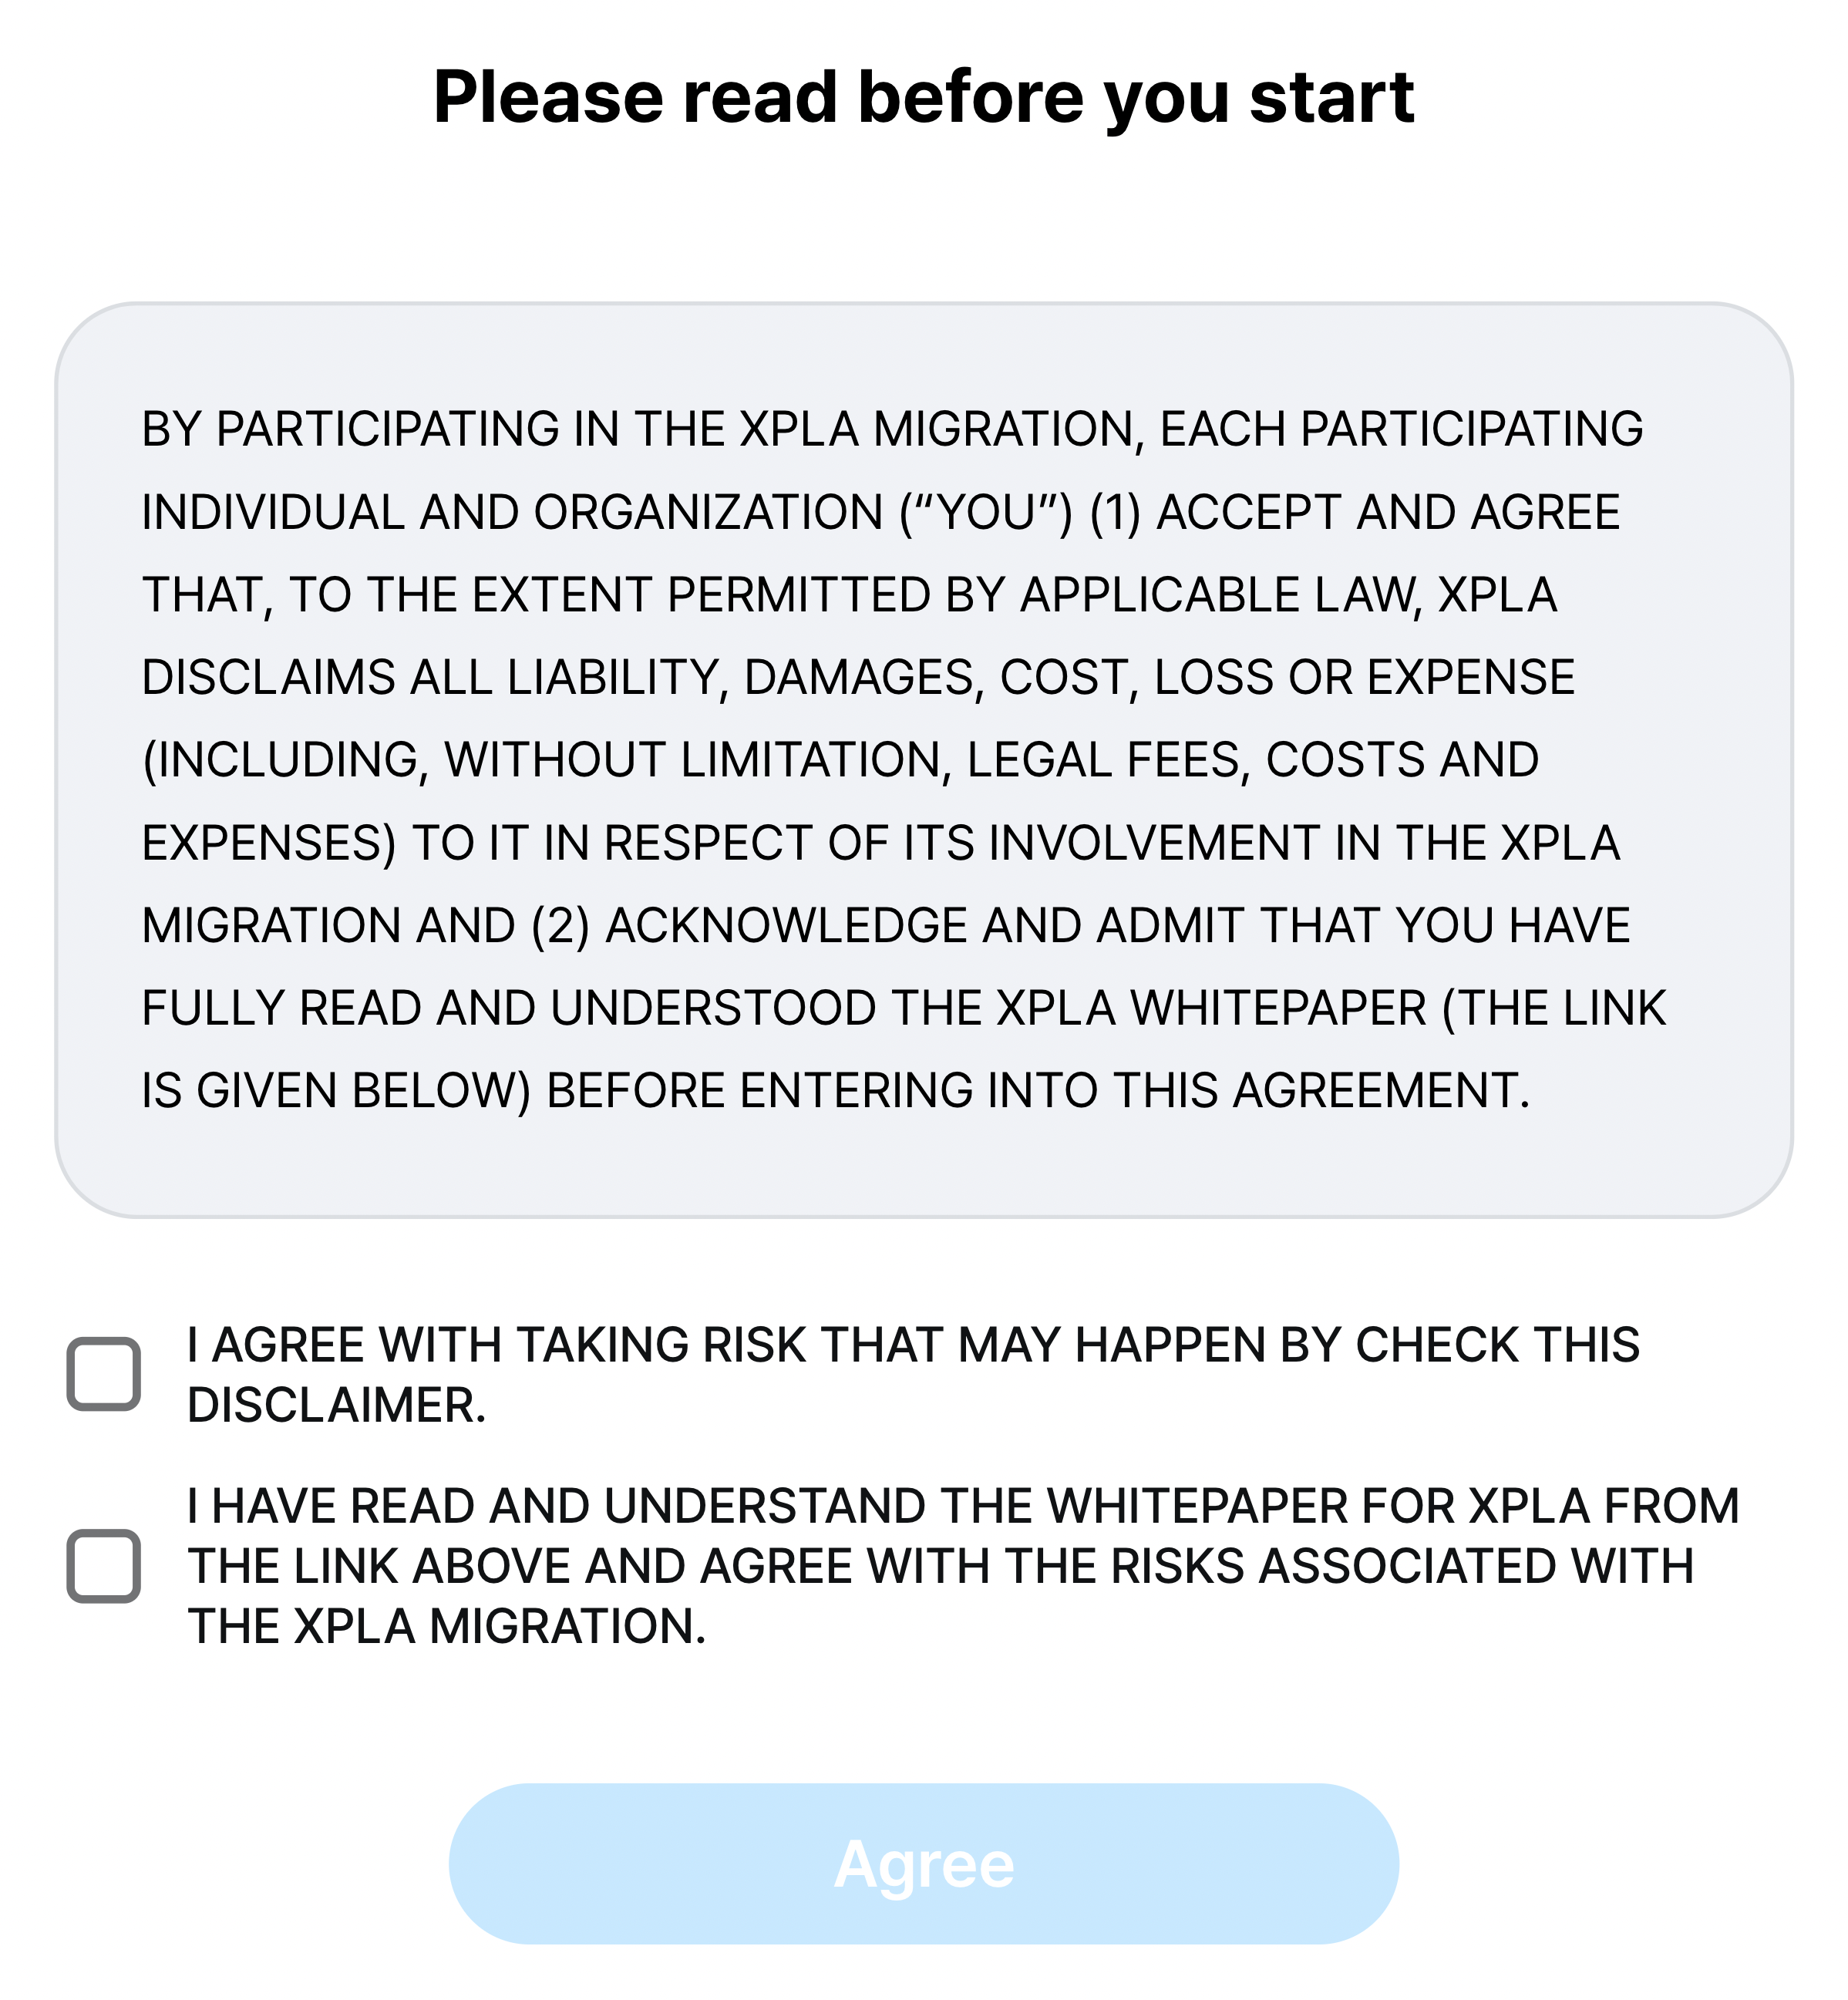 Please read before you start
BY PARTICIPATING IN THE XPLA MIGRATION, EACH PARTICIPATING
INDIVIDUAL AND ORGANIZATION (“YOU”) (1) ACCEPT AND AGREE
THAT, TO THE EXTENT PERMITTED BY APPLICABLE LAW, XPLA
DISCLAIMS ALL LIABILITY, DAMAGES, COST, LOSS OR EXPENSE
(INCLUDING, WITHOUT LIMITATION, LEGAL FEES, COSTS AND
EXPENSES) TO IT IN RESPECT OF ITS INVOLVEMENT IN THE XPLA
MIGRATION AND (2) ACKNOWLEDGE AND ADMIT THAT YOU HAVE
FULLY READ AND UNDERSTOOD THE XPLA WHITEPAPER (THE LINK
IS GIVEN BELOW) BEFORE ENTERING INTO THIS AGREEMENT.
I AGREE WITH TAKING RISK THAT MAY HAPPEN BY CHECK THIS
DISCLAIMER.
I HAVE READ AND UNDERSTAND THE WHITEPAPER FOR XPLA FROM
THE LINK ABOVE AND AGREE WITH THE RISKS ASSOCIATED WITH
THE XPLA MIGRATION.
Agree